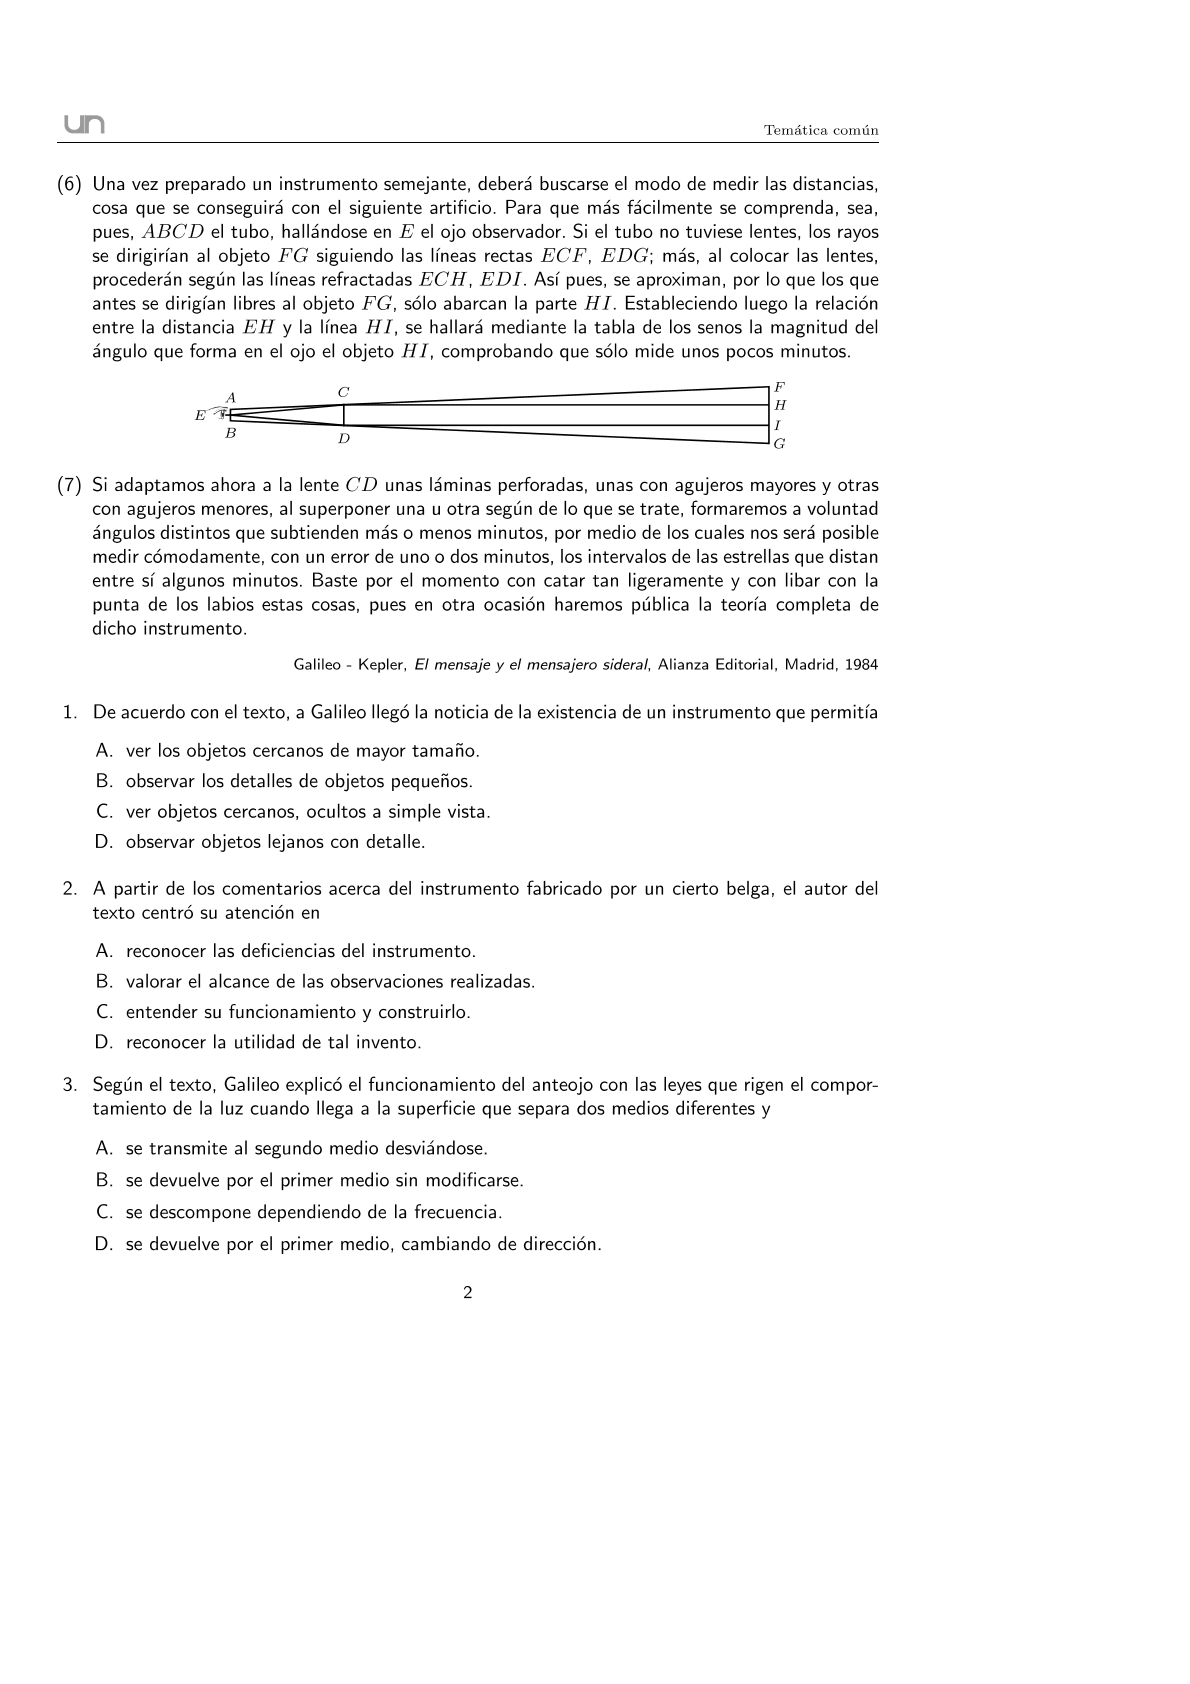 un
Temática común
(6) Una vez preparado un instrumento semejante, deberá buscarse el modo de medir las distancias,
cosa que se conseguirá con el siguiente artificio. Para que más fácilmente se comprenda, sea,
pues, ABCD el tubo, hallándose en E el ojo observador. Si el tubo no tuviese lentes, los rayos
se dirigirían al objeto FG siguiendo las líneas rectas ECF, EDG; más, al colocar las lentes,
procederán según las líneas refractadas ECH, EDI. Así pues, se aproximan, por lo que los que
antes se dirigían libres al objeto FG, sólo abarcan la parte HI. Estableciendo luego la relación
entre la distancia EH y la línea HI, se hallará mediante la tabla de los senos la magnitud del
ángulo que forma en el ojo el objeto HI, comprobando que sólo mide unos pocos minutos.
A
C
F
H
E
I
B
D
G
(7) Si adaptamos ahora a la lente CD unas láminas perforadas, unas con agujeros mayores y otras
con agujeros menores, al superponer una u otra según de lo que se trate, formaremos a voluntad
ángulos distintos que subtienden más o menos minutos, por medio de los cuales nos será posible
medir cómodamente, con un error de uno o dos minutos, los intervalos de las estrellas que distan
entre sí algunos minutos. Baste por el momento con catar tan ligeramente y con libar con la
punta de los labios estas cosas, pues en otra ocasión haremos pública la teoría completa de
dicho instrumento.
Galileo - Kepler, El mensaje y el mensajero sideral, Alianza Editorial, Madrid, 1984
1. De acuerdo con el texto, a Galileo llegó la noticia de la existencia de un instrumento que permitía
A. ver los objetos cercanos de mayor tamaño.
B. observar los detalles de objetos pequeños.
C. ver objetos cercanos, ocultos a simple vista.
D. observar objetos lejanos con detalle.
2. A partir de los comentarios acerca del instrumento fabricado por un cierto belga, el autor del
texto centró su atención en
A. reconocer las deficiencias del instrumento.
B. valorar el alcance de las observaciones realizadas.
C. entender su funcionamiento y construirlo.
D. reconocer la utilidad de tal invento.
3. Según el texto, Galileo explicó el funcionamiento del anteojo con las leyes que rigen el compor-
tamiento de la luz cuando llega a la superficie que separa dos medios diferentes y
A. se transmite al segundo medio desviándose.
B. se devuelve por el primer medio sin modificarse.
C. se descompone dependiendo de la frecuencia.
D. se devuelve por el primer medio, cambiando de dirección.
2